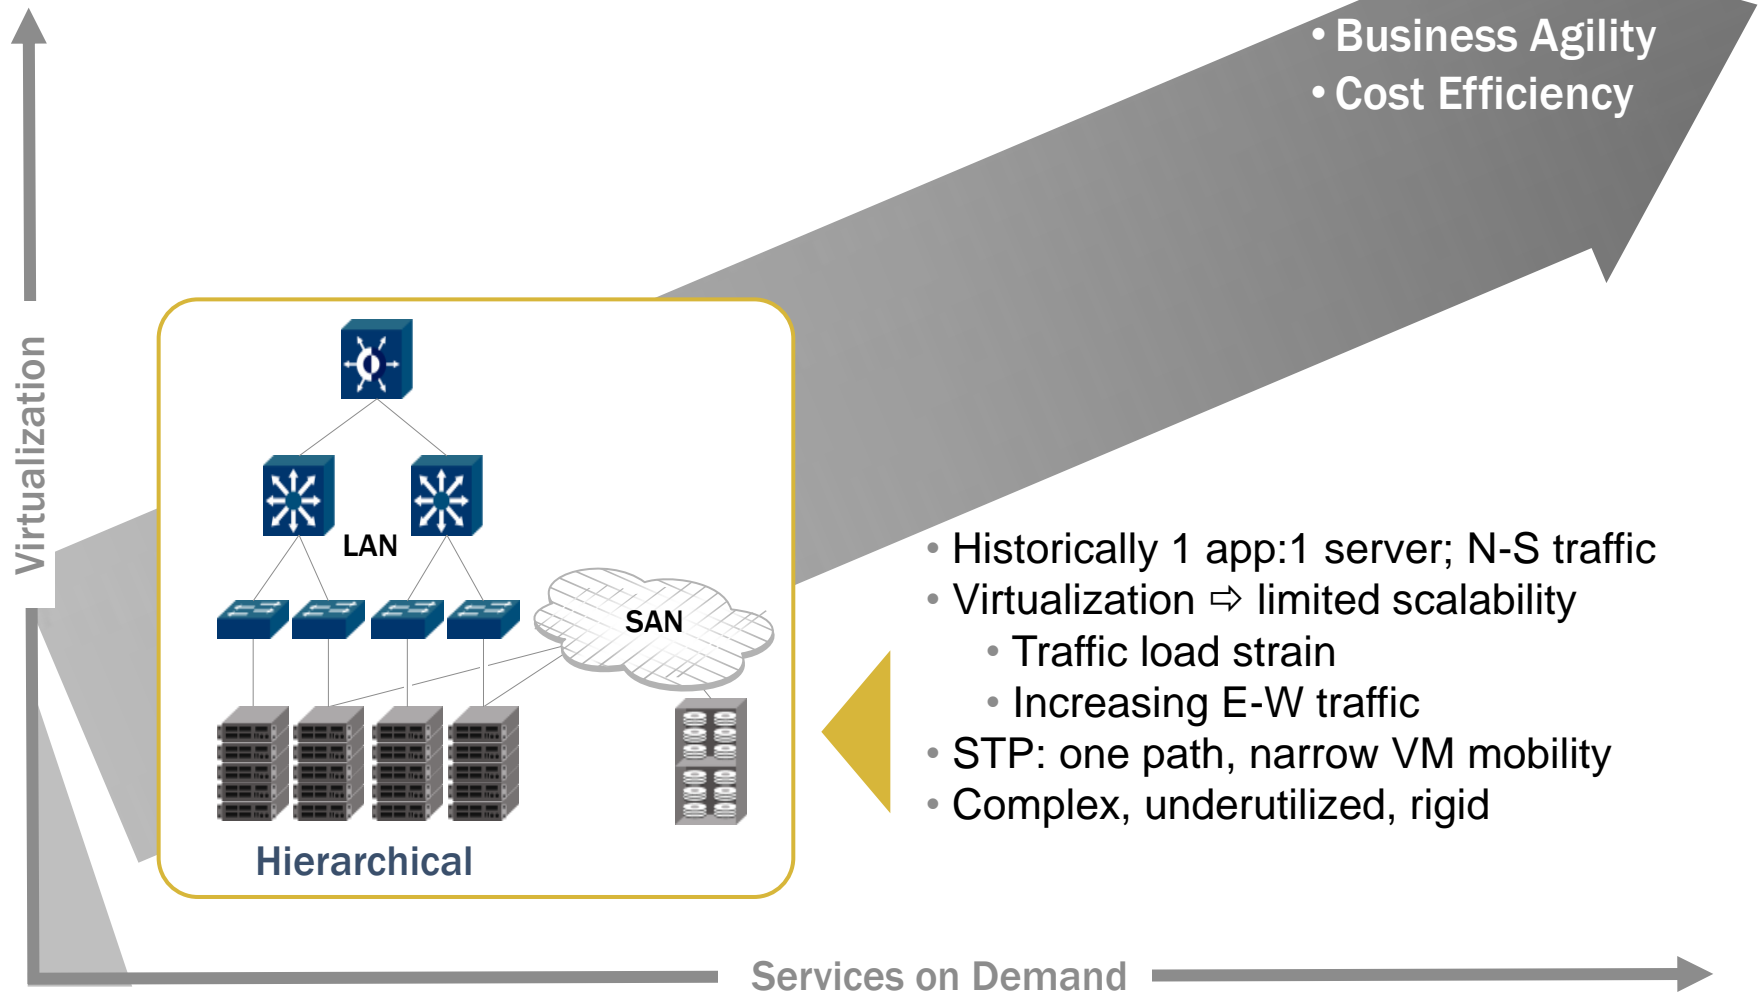 • Business Agility
• Cost Efficiency
Virtualization
LAN
SAN
Hierarchical
• Historically 1 app:1 server; N-S traffic
• Virtualization ⇨ limited scalability
• Traffic load strain
• Increasing E-W traffic
• STP: one path, narrow VM mobility
• Complex, underutilized, rigid
Services on Demand